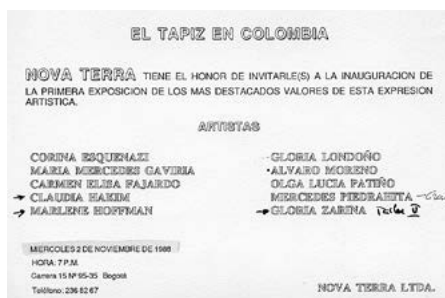 EL TAPIZ EN COLOMBIA
NOVA TERRA TIENE EL HONOR DE INVITARLE(S) A LA INAUGURACION DE
LA PRIMERA EXPOSICION DE LOS MAS DESTACADOS VALORES DE ESTA EXPRESION
ARTISTICA.
ARTISTAS
CORINA ESQUENAZI
MARIA MERCEDES GAVIRIA
CARMEN ELISA FAJARDO
CLAUDIA HAKIM
MARLENE HOFFMAN
GLORIA LONDOÑO
ALVARO MORENO
OLGA LUCIA PATIÑO
MERCEDES PIEDRAHITA
GLORIA ZARINA
MIERCOLES 2 DE NOVIEMBRE DE 1988
HORA: 7 P.M.
Carrera 15 Nº 95-35 Bogotá
Teléfono: 236 82 67
NOVA TERRA LTDA.